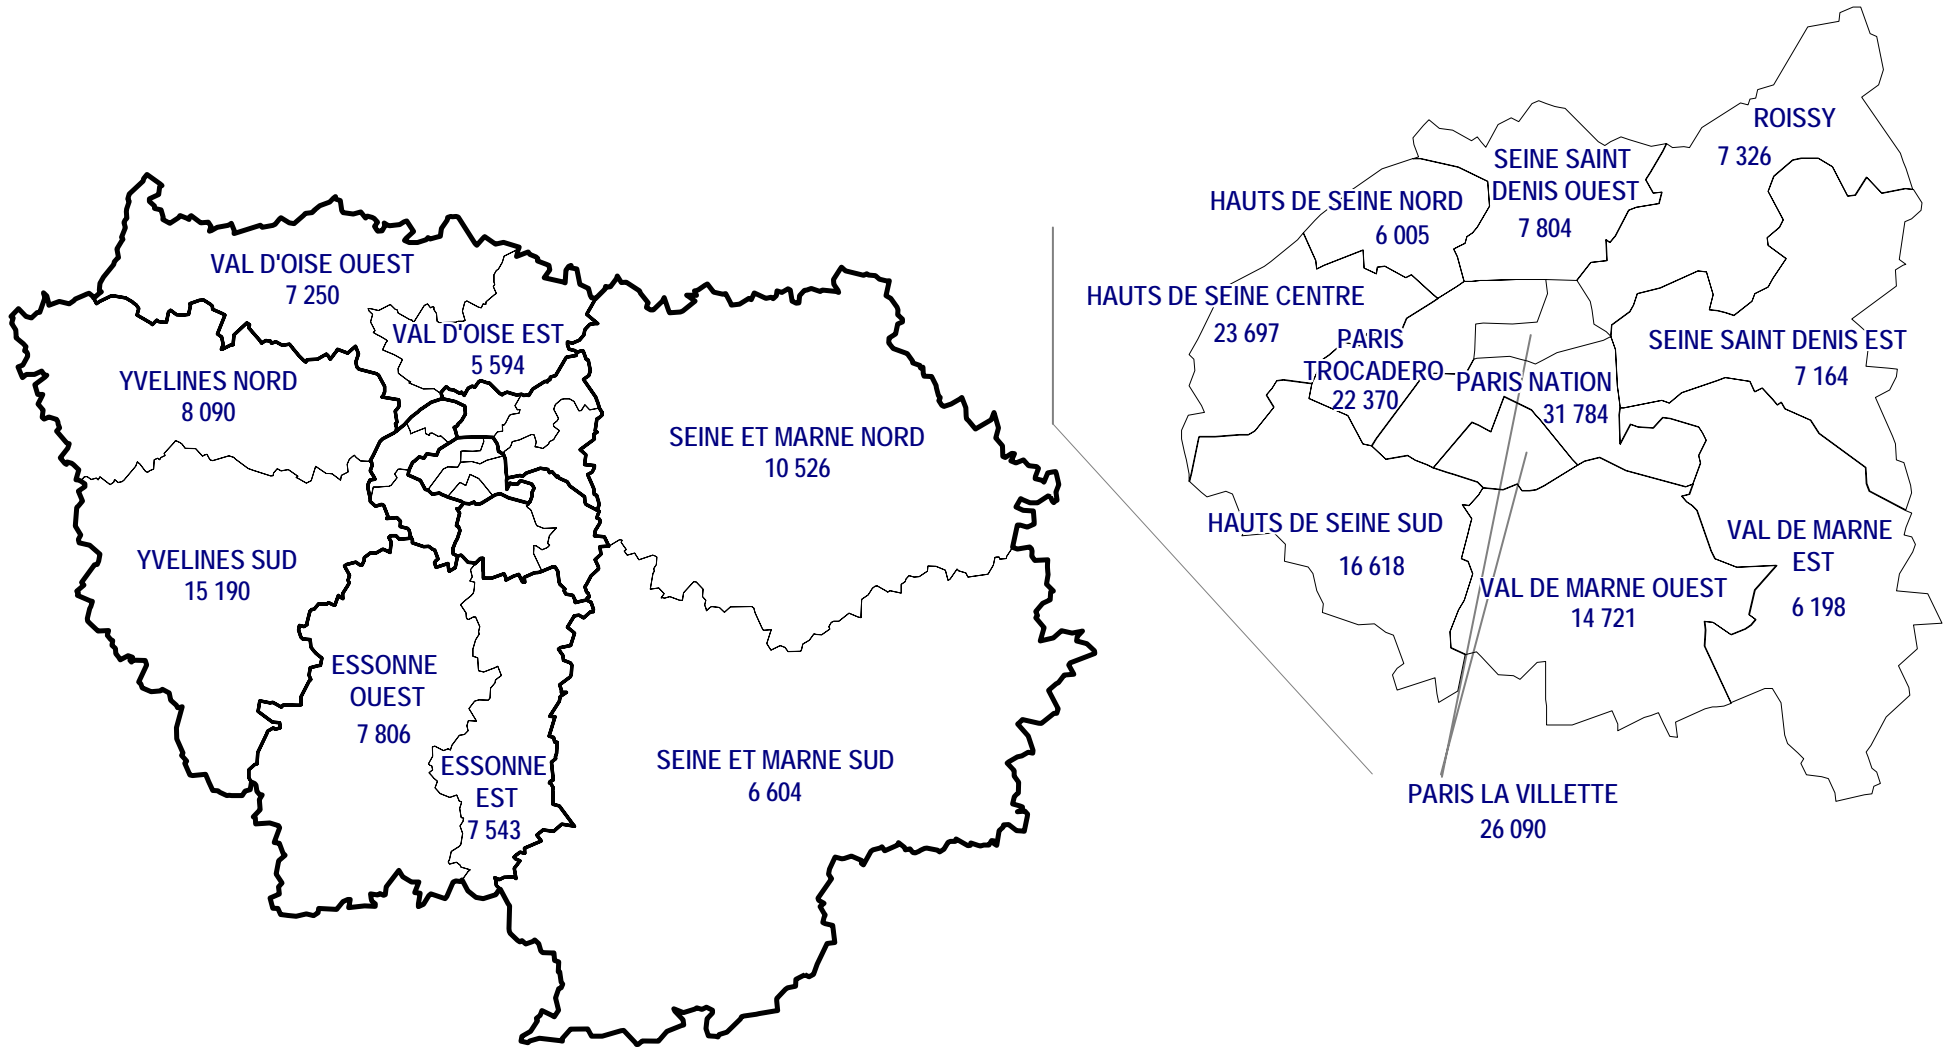 VAL D'OISE OUEST
7 250
VAL D'OISE EST
5 594
YVELINES NORD
8 090
SEINE ET MARNE NORD
10 526
YVELINES SUD
15 190
ESSONNE
OUEST
7 806
ESSONNE
EST
7 543
SEINE ET MARNE SUD
6 604
ROISSY
7 326
SEINE SAINT
DENIS OUEST
7 804
HAUTS DE SEINE NORD
6 005
HAUTS DE SEINE CENTRE
23 697
PARIS
TROCADERO
22 370
PARIS NATION
31 784
SEINE SAINT DENIS EST
7 164
HAUTS DE SEINE SUD
16 618
VAL DE MARNE OUEST
14 721
VAL DE MARNE
EST
6 198
PARIS LA VILLETTE
26 090